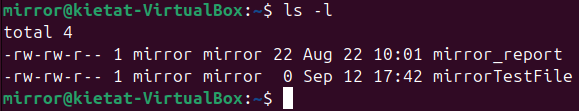 mirror@kietat-VirtualBox:~$ ls -l
total 4
-rw-rw-r-- 1 mirror mirror 22 Aug 22 10:01 mirror_report
-rw-rw-r-- 1 mirror mirror  0 Sep 12 17:42 mirrorTestFile
mirror@kietat-VirtualBox:~$